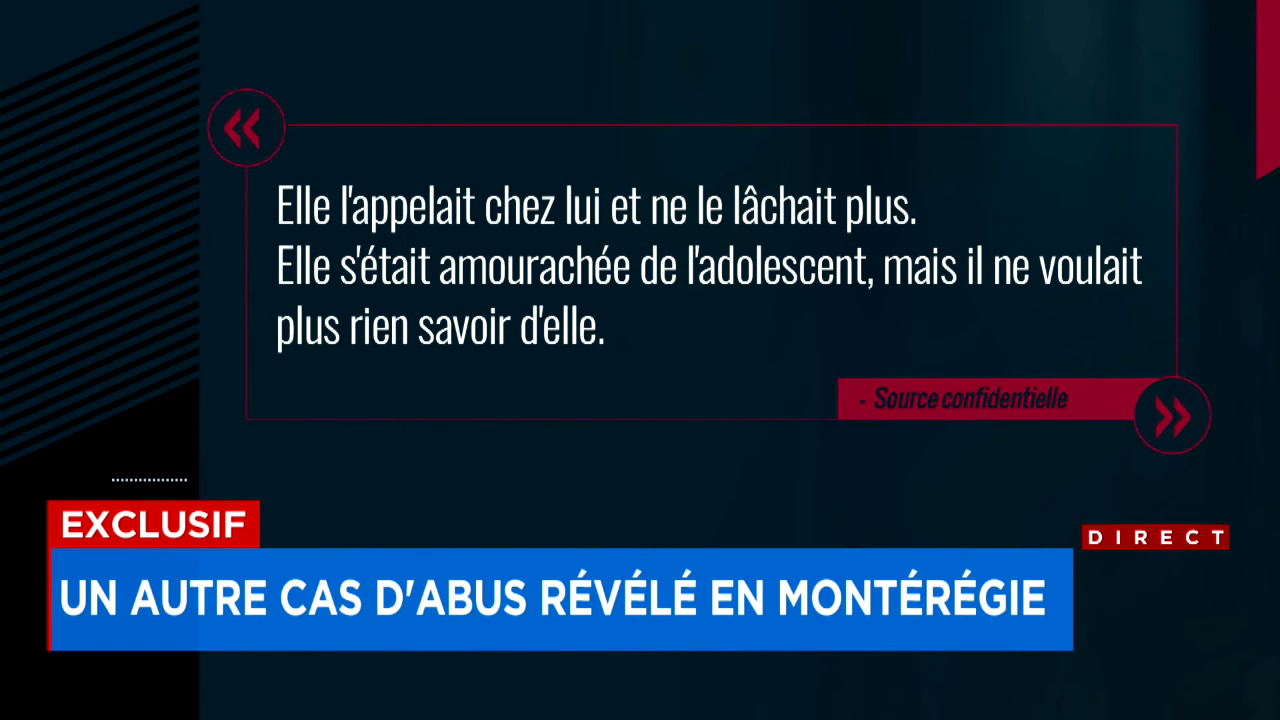 «
Elle l'appelait chez lui et ne le lâchait plus.
Elle s'était amourachée de l'adolescent, mais il ne voulait
plus rien savoir d'elle.
- Source confidentielle
»
EXCLUSIF
DIRECT
UN AUTRE CAS D'ABUS RÉVÉLÉ EN MONTÉRÉGIE